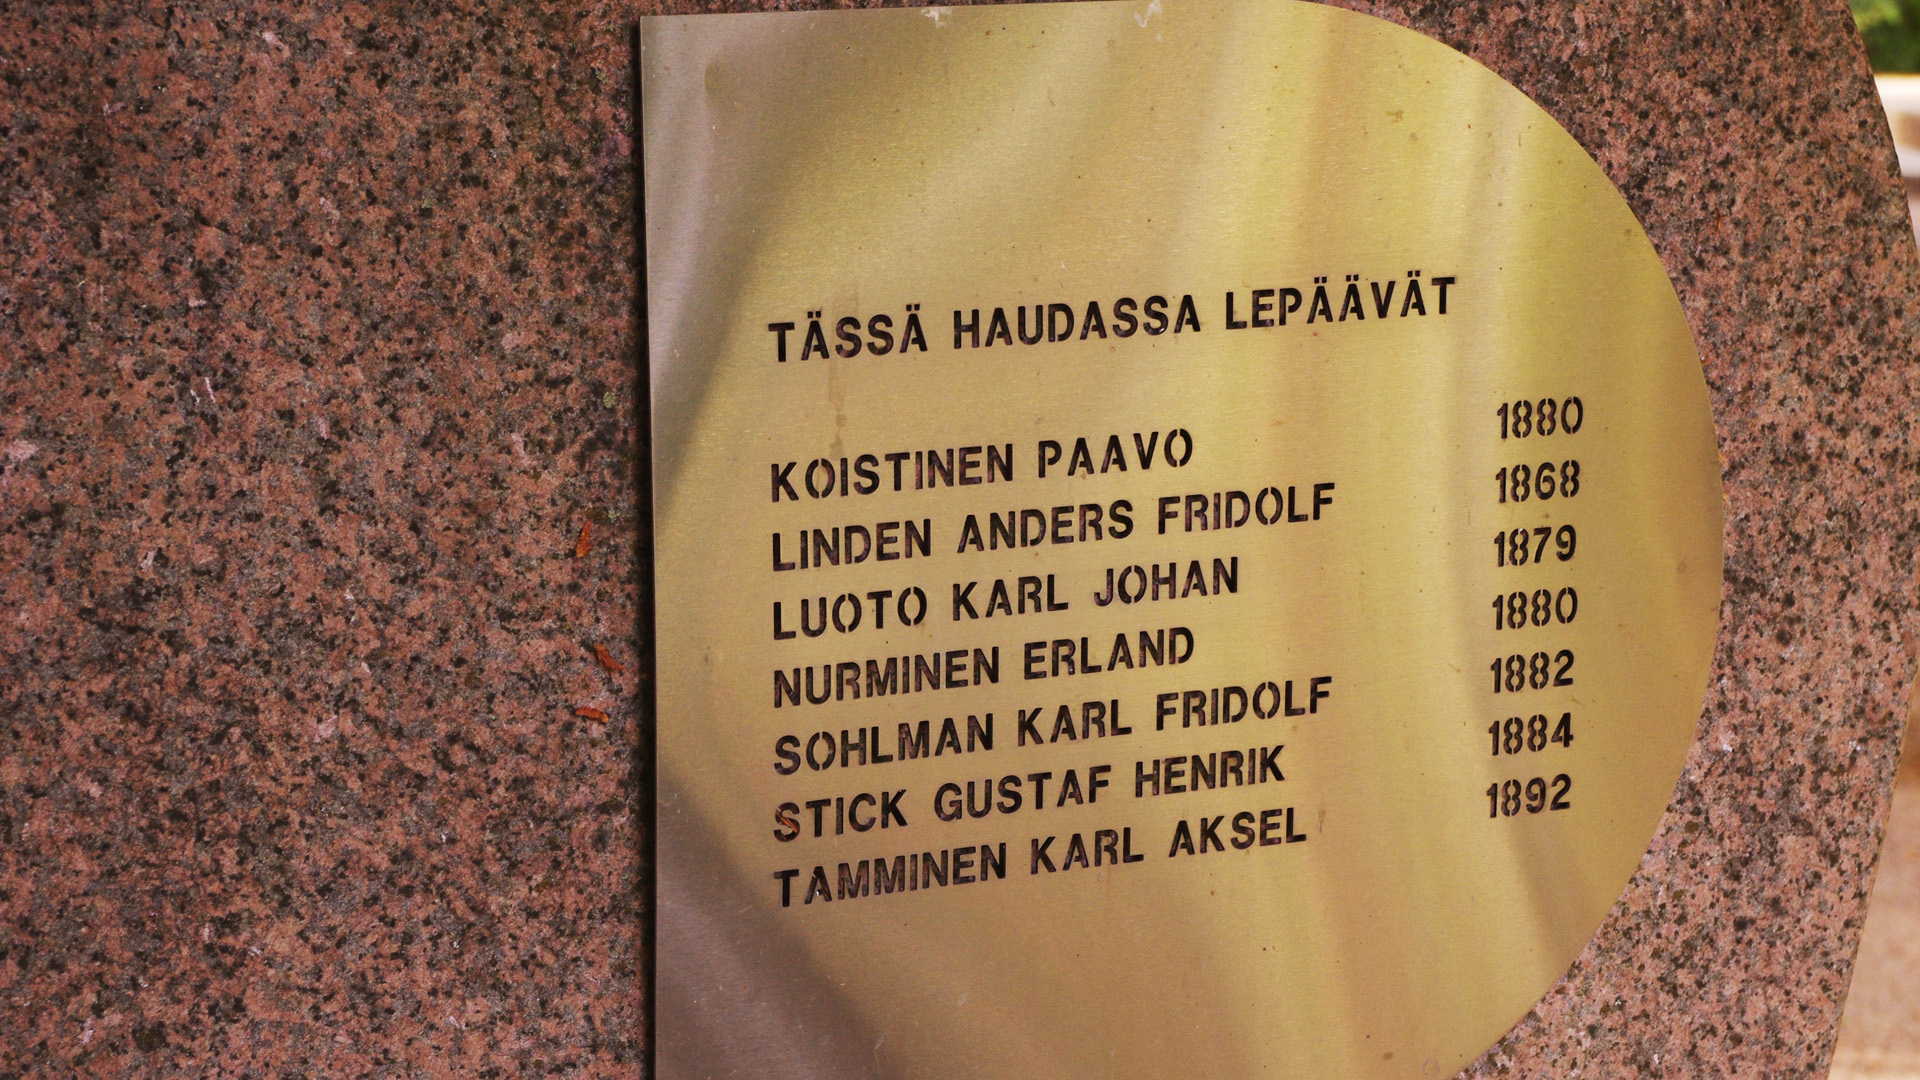 TÄSSÄ HAUDASSA LEPÄÄVÄT
KOISTINEN PAAVO 1880
LINDEN ANDERS FRIDOLF 1868
LUOTO KARL JOHAN 1879
NURMINEN ERLAND 1880
SOHLMAN KARL FRIDOLF 1882
STICK GUSTAF HENRIK 1884
TAMMINEN KARL AKSEL 1892